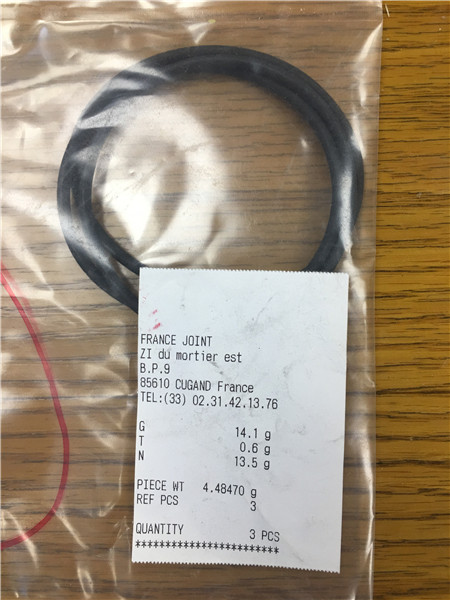 FRANCE JOINT
ZI du mortier est
B.P.9
85610 CUGAND France
TEL:(33) 02.31.42.13.76
G 14.1 g
T 0.6 g
N 13.5 g
PIECE WT 4.48470 g
REF PCS 3
QUANTITY 3 PCS
************************